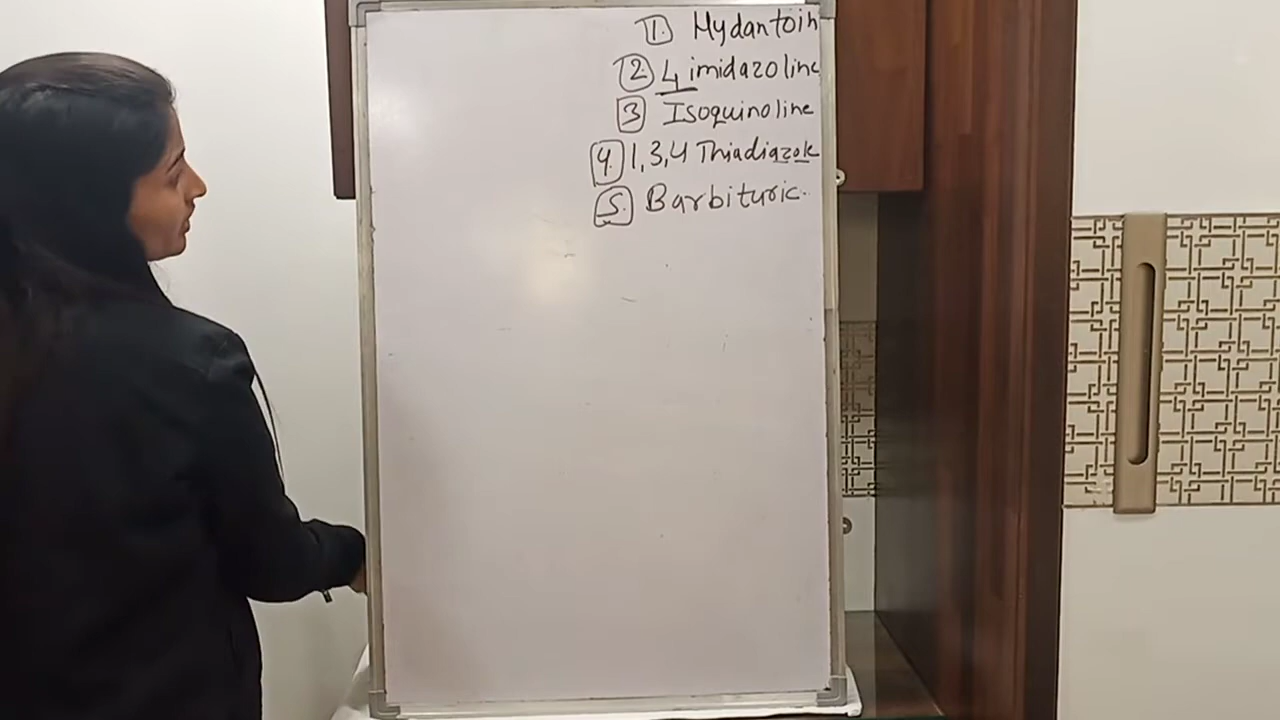 1. Hydantoin
2. 4 imidazoline
3 Isoquinoline
4. 1,3,4 Thiadiazole
5. Barbituric.